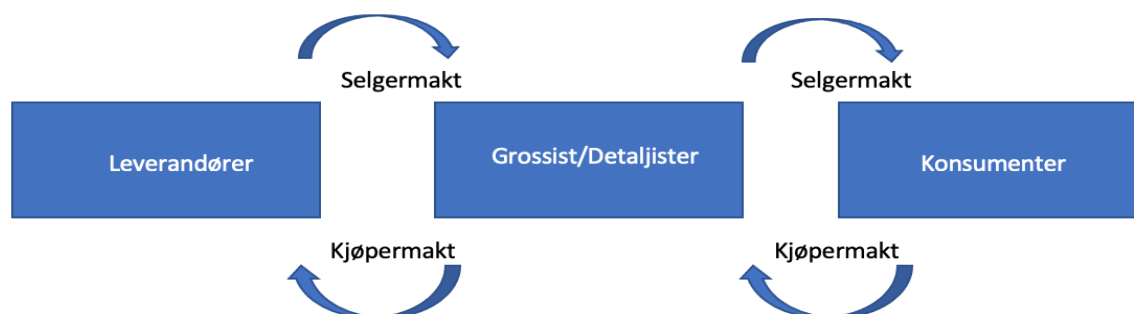 Selgermakt
Selgermakt
Leverandører
Grossist/Detaljister
Konsumenter
Kjøpermakt
Kjøpermakt